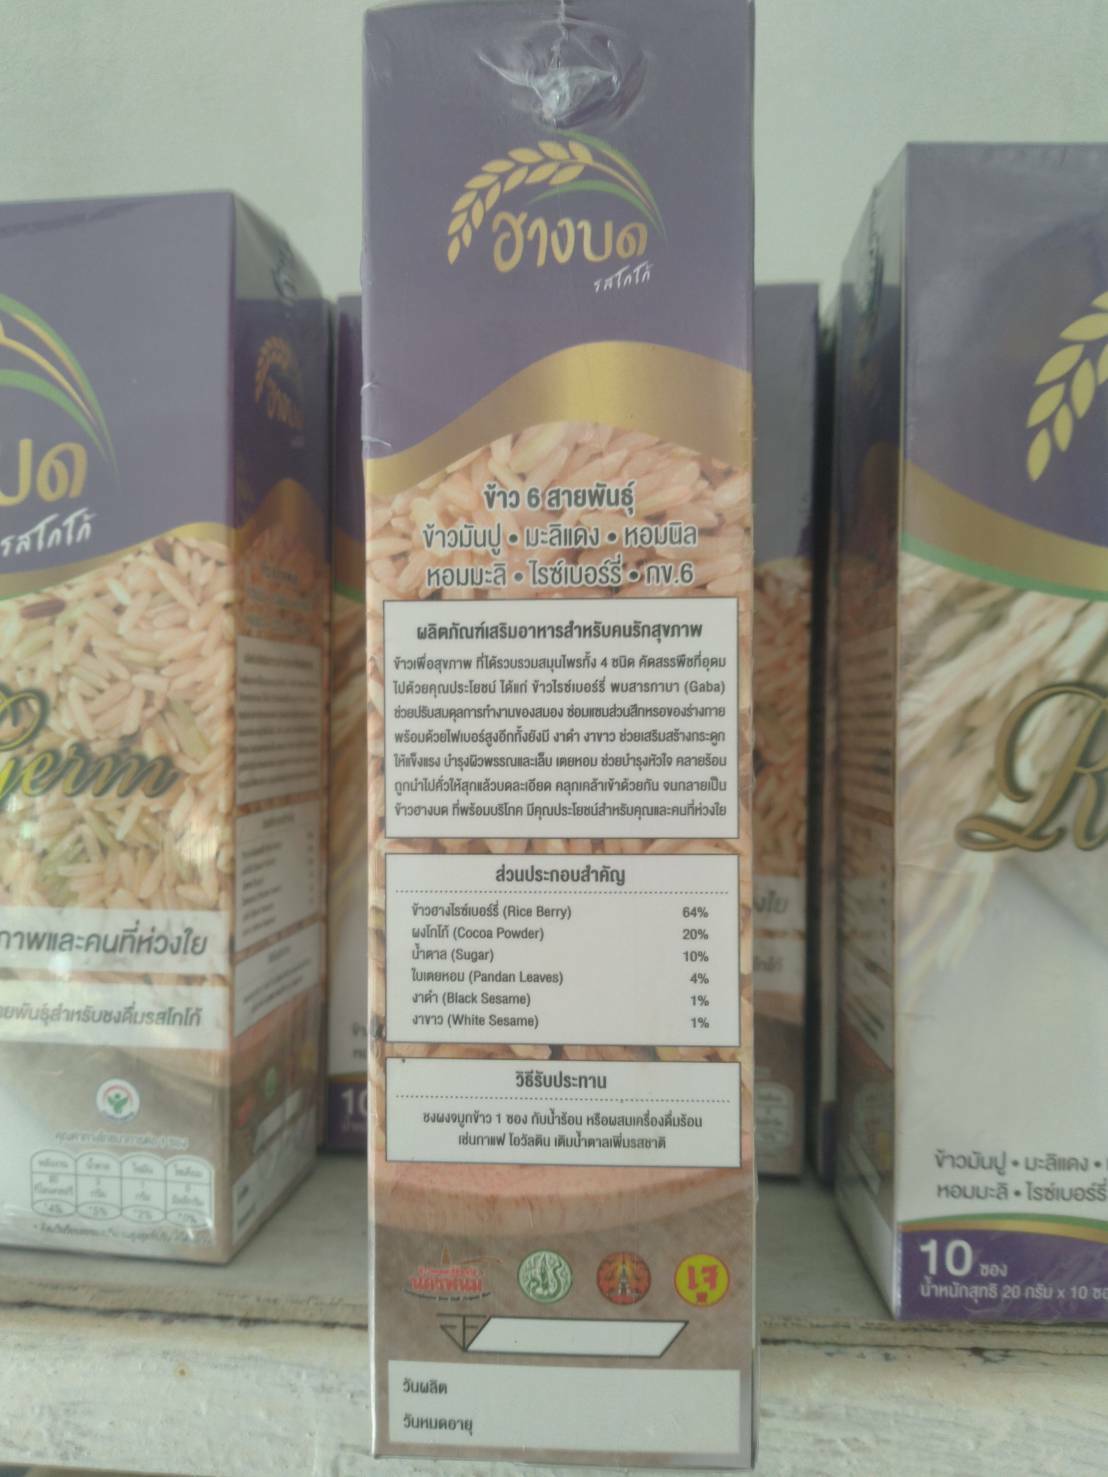 ฮางบด
รสโกโก้
ข้าว 6 สายพันธุ์
ข้าวมันปู • มะลิแดง • หอมนิล
หอมมะลิ • ไรซ์เบอร์รี่ • กข.6
ผลิตภัณฑ์เสริมอาหารสำหรับคนรักสุขภาพ
ข้าวเพื่อสุขภาพ ที่ได้รวบรวมสมุนไพรทั้ง 4 ชนิด คัดสรรพืชที่อุดม
ไปด้วยคุณประโยชน์ ได้แก่ ข้าวไรซ์เบอร์รี่ พบสารกาบา (Gaba)
ช่วยปรับสมดุลการทำงานของสมอง ซ่อมแซมส่วนสึกหรอของร่างกาย
พร้อมด้วยไฟเบอร์สูงอีกทั้งยังมี งาดำ งาขาว ช่วยเสริมสร้างกระดูก
ให้แข็งแรง บำรุงผิวพรรณและเล็บ เตยหอม ช่วยบำรุงหัวใจ คลายร้อน
ถูกนำไปคั่วให้สุกแล้วบดละเอียด คลุกเคล้าเข้าด้วยกัน จนกลายเป็น
ข้าวฮางบด ที่พร้อมบริโภค มีคุณประโยชน์สำหรับคุณและคนที่ห่วงใย
ส่วนประกอบสำคัญ
ข้าวฮางไรซ์เบอร์รี่ (Rice Berry) 64%
ผงโกโก้ (Cocoa Powder) 20%
น้ำตาล (Sugar) 10%
ใบเตยหอม (Pandan Leaves) 4%
งาดำ (Black Sesame) 1%
งาขาว (White Sesame) 1%
วิธีรับประทาน
ชงผงจมูกข้าว 1 ซอง กับน้ำร้อน หรือผสมเครื่องดื่มร้อน
เช่นกาแฟ โอวัลติน เติมน้ำตาลเพิ่มรสชาติ
นครพนม
เจ
วันผลิต
วันหมดอายุ
บด
รสโกโก้
Germ
ภาพและคนที่ห่วงใย
ยพันธุ์สำหรับชงดื่มรสโกโก้
พลังงาน น้ำตาล ไขมัน โซเดียม
ข้าวมันปู • มะลิแดง •
หอมมะลิ • ไรซ์เบอร์รี่
10 ซอง
น้ำหนักสุทธิ 20 กรัม x 10 ซอ